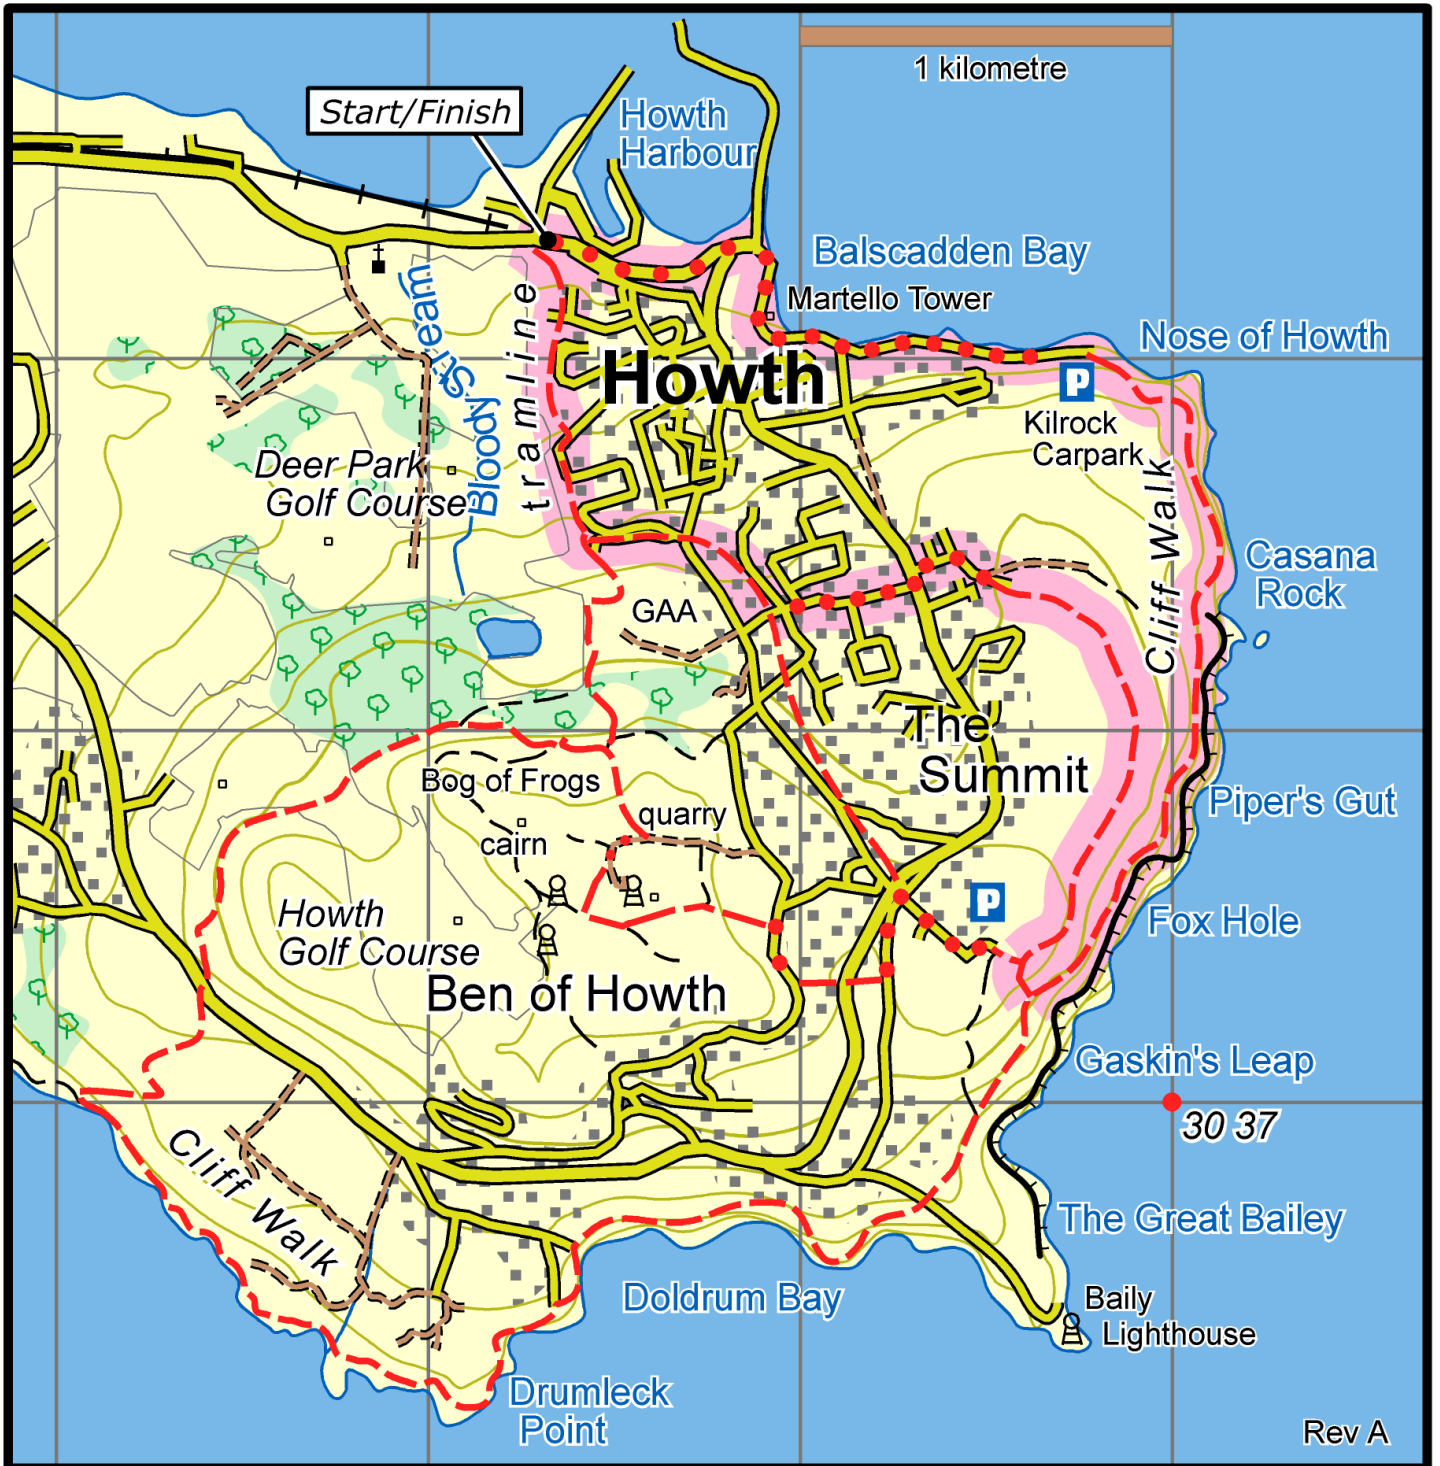 1 kilometre
Start/Finish
Howth
Harbour
Balscadden Bay
Martello Tower
Nose of Howth
Bloody Stream
tramline
Howth
P
Kilrock
Carpark
Deer Park
Golf Course
Cliff Walk
Casana
Rock
GAA
The
Summit
Bog of Frogs
quarry
cairn
Piper's Gut
P
Fox Hole
Howth
Golf Course
Ben of Howth
Gaskin's Leap
30 37
Cliff Walk
The Great Bailey
Doldrum Bay
Baily
Lighthouse
Drumleck
Point
Rev A